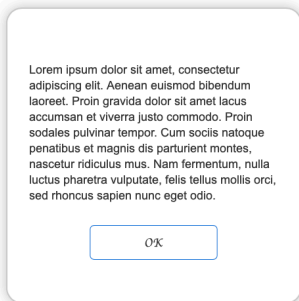 Lorem ipsum dolor sit amet, consectetur
adipiscing elit. Aenean euismod bibendum
laoreet. Proin gravida dolor sit amet lacus
accumsan et viverra justo commodo. Proin
sodales pulvinar tempor. Cum sociis natoque
penatibus et magnis dis parturient montes,
nascetur ridiculus mus. Nam fermentum, nulla
luctus pharetra vulputate, felis tellus mollis orci,
sed rhoncus sapien nunc eget odio.
OK